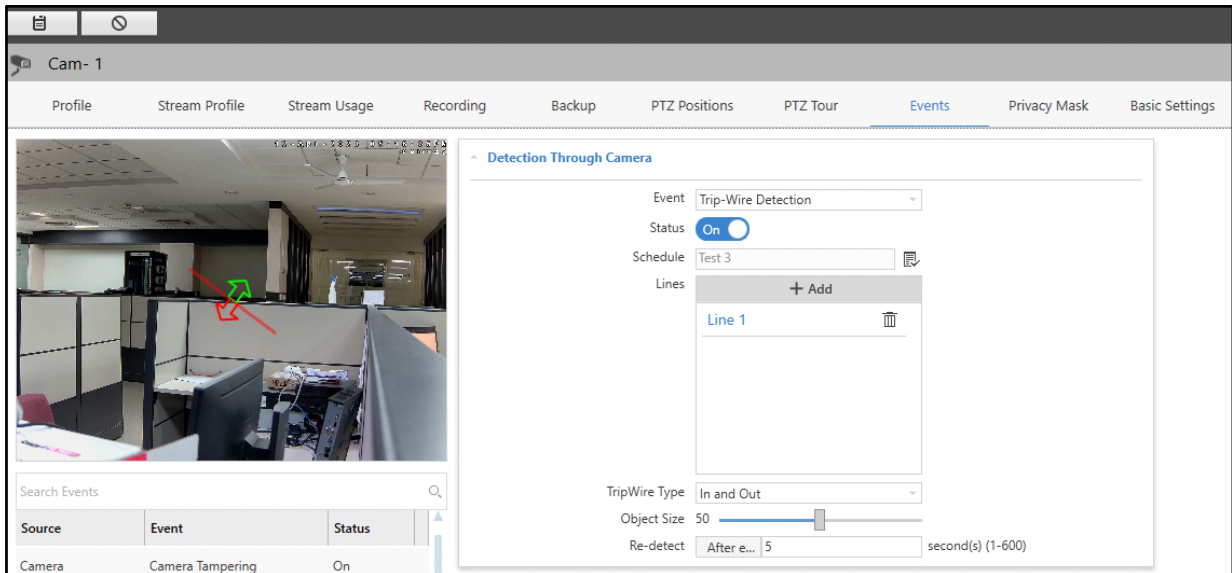 Cam- 1
Profile Stream Profile Stream Usage Recording Backup PTZ Positions PTZ Tour Events Privacy Mask Basic Settings
Detection Through Camera
Event Trip-Wire Detection
Status On
Schedule Test 3
Lines + Add
Line 1
TripWire Type In and Out
Object Size 50
Re-detect After e... 5 second(s) (1-600)
Search Events
Source Event Status
Camera Camera Tampering On